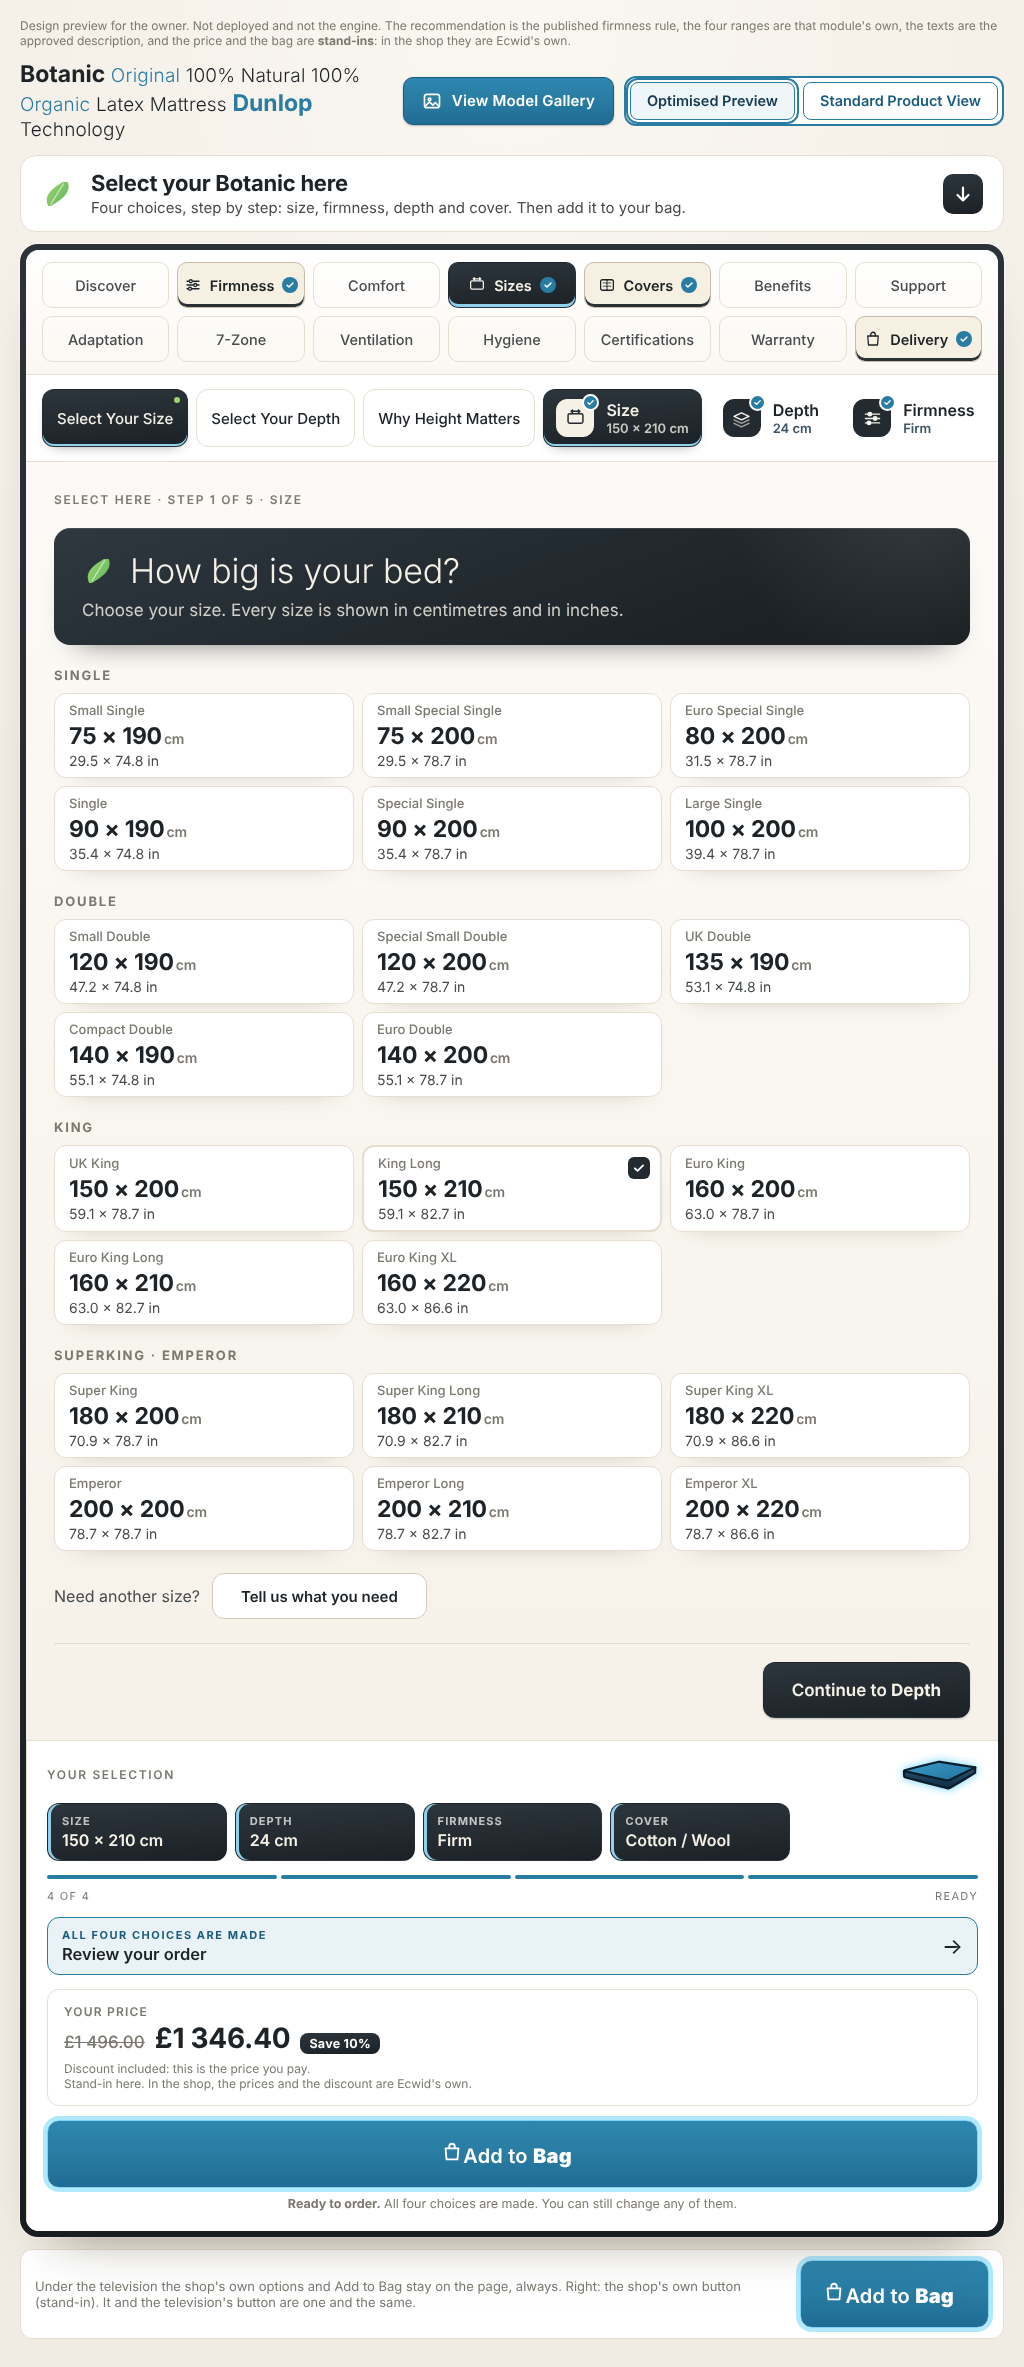 Design preview for the owner. Not deployed and not the engine. The recommendation is the published firmness rule, the four ranges are that module's own, the texts are the
approved description, and the price and the bag are stand-ins: in the shop they are Ecwid's own.
Botanic Original 100% Natural 100%
Organic Latex Mattress Dunlop
Technology
View Model Gallery
Optimised Preview
Standard Product View
Select your Botanic here
Four choices, step by step: size, firmness, depth and cover. Then add it to your bag.
Discover
Firmness
Comfort
Sizes
Covers
Benefits
Support
Adaptation
7-Zone
Ventilation
Hygiene
Certifications
Warranty
Delivery
Select Your Size
Select Your Depth
Why Height Matters
Size
150 × 210 cm
Depth
24 cm
Firmness
Firm
SELECT HERE · STEP 1 OF 5 · SIZE
How big is your bed?
Choose your size. Every size is shown in centimetres and in inches.
SINGLE
Small Single
75 × 190 cm
29.5 × 74.8 in
Small Special Single
75 × 200 cm
29.5 × 78.7 in
Euro Special Single
80 × 200 cm
31.5 × 78.7 in
Single
90 × 190 cm
35.4 × 74.8 in
Special Single
90 × 200 cm
35.4 × 78.7 in
Large Single
100 × 200 cm
39.4 × 78.7 in
DOUBLE
Small Double
120 × 190 cm
47.2 × 74.8 in
Special Small Double
120 × 200 cm
47.2 × 78.7 in
UK Double
135 × 190 cm
53.1 × 74.8 in
Compact Double
140 × 190 cm
55.1 × 74.8 in
Euro Double
140 × 200 cm
55.1 × 78.7 in
KING
UK King
150 × 200 cm
59.1 × 78.7 in
King Long
150 × 210 cm
59.1 × 82.7 in
Euro King
160 × 200 cm
63.0 × 78.7 in
Euro King Long
160 × 210 cm
63.0 × 82.7 in
Euro King XL
160 × 220 cm
63.0 × 86.6 in
SUPERKING · EMPEROR
Super King
180 × 200 cm
70.9 × 78.7 in
Super King Long
180 × 210 cm
70.9 × 82.7 in
Super King XL
180 × 220 cm
70.9 × 86.6 in
Emperor
200 × 200 cm
78.7 × 78.7 in
Emperor Long
200 × 210 cm
78.7 × 82.7 in
Emperor XL
200 × 220 cm
78.7 × 86.6 in
Need another size?
Tell us what you need
Continue to Depth
YOUR SELECTION
SIZE
150 × 210 cm
DEPTH
24 cm
FIRMNESS
Firm
COVER
Cotton / Wool
4 OF 4
READY
ALL FOUR CHOICES ARE MADE
Review your order
YOUR PRICE
£1 496.00 £1 346.40 Save 10%
Discount included: this is the price you pay.
Stand-in here. In the shop, the prices and the discount are Ecwid's own.
Add to Bag
Ready to order. All four choices are made. You can still change any of them.
Under the television the shop's own options and Add to Bag stay on the page, always. Right: the shop's own button
(stand-in). It and the television's button are one and the same.
Add to Bag